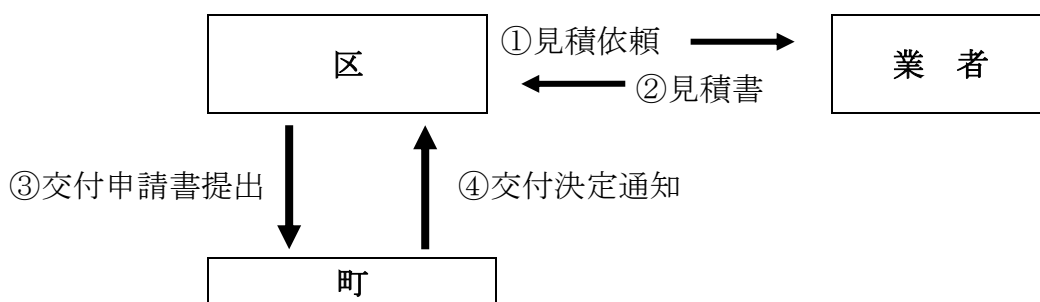 ①見積依頼
区
業　者
②見積書
③交付申請書提出
④交付決定通知
町